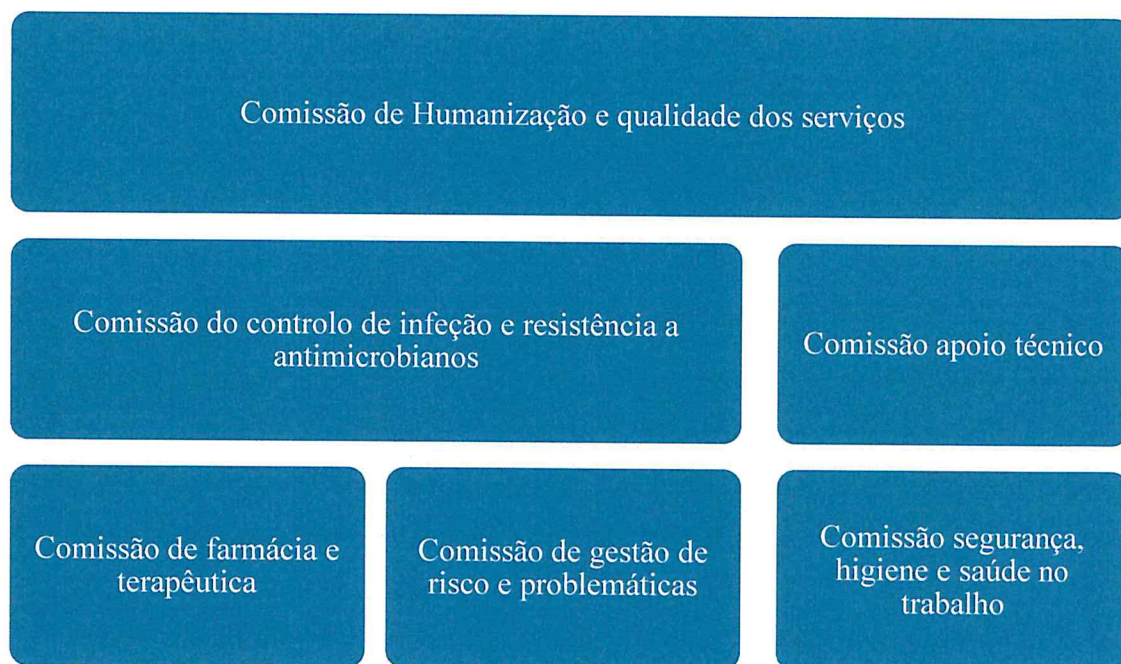 Comissão de Humanização e qualidade dos serviços
Comissão do controlo de infeção e resistência a
antimicrobianos
Comissão apoio técnico
Comissão de farmácia e
terapêutica
Comissão de gestão de
risco e problemáticas
Comissão segurança,
higiene e saúde no
trabalho